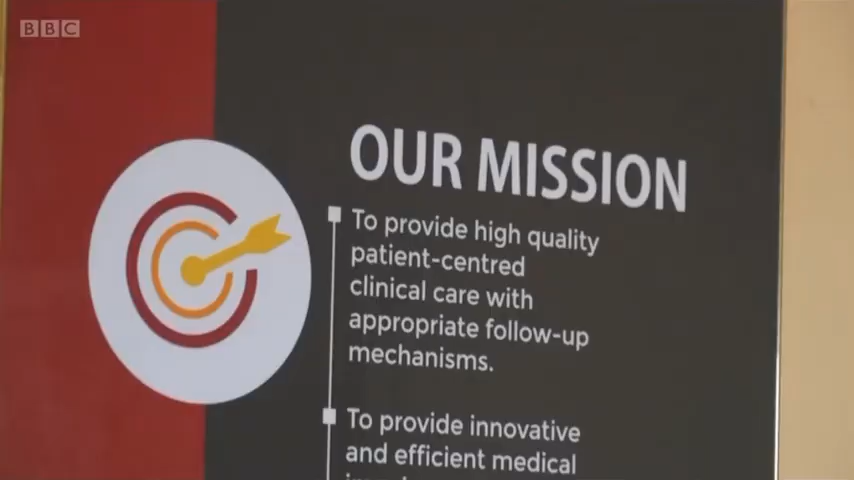 BBC
OUR MISSION
To provide high quality
patient-centred
clinical care with
appropriate follow-up
mechanisms.
To provide innovative
and efficient medical